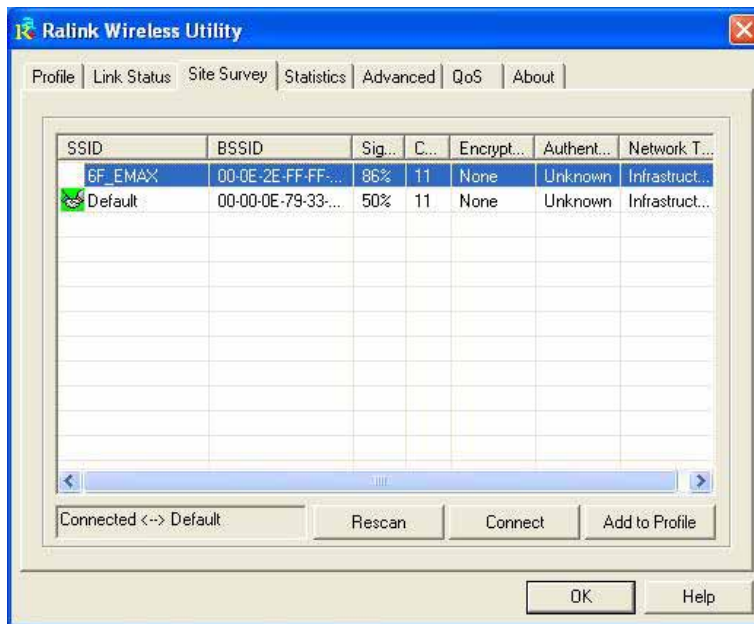 Ralink Wireless Utility
Profile Link Status Site Survey Statistics Advanced QoS About
SSID BSSID Sig... C... Encrypt... Authent... Network T...
6F_EMAX 00-0E-2E-FF-FF-... 86% 11 None Unknown Infrastruct...
Default 00-00-0E-79-33-... 50% 11 None Unknown Infrastruct...
Connected <--> Default Rescan Connect Add to Profile
OK Help